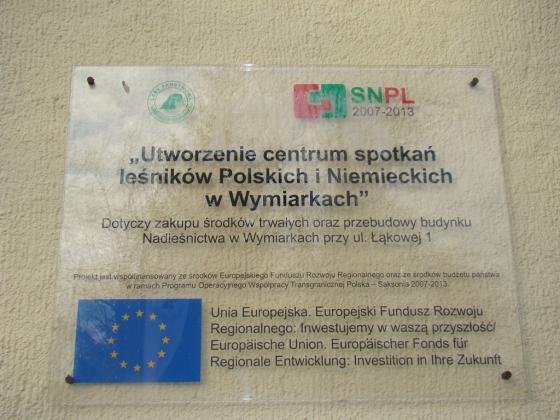 SNPL
2007-2013
„Utworzenie centrum spotkań
leśników Polskich i Niemieckich
w Wymiarkach”
Dotyczy zakupu środków trwałych oraz przebudowy budynku
Nadleśnictwa w Wymiarkach przy ul. Łąkowej 1
Projekt jest współfinansowany ze środków Europejskiego Funduszu Rozwoju Regionalnego oraz ze środków budżetu państwa
w ramach Programu Operacyjnego Współpracy Transgranicznej Polska – Saksonia 2007-2013.
Unia Europejska. Europejski Fundusz Rozwoju
Regionalnego: Inwestujemy w waszą przyszłość/
Europäische Union. Europäischer Fonds für
Regionale Entwicklung: Investition in Ihre Zukunft